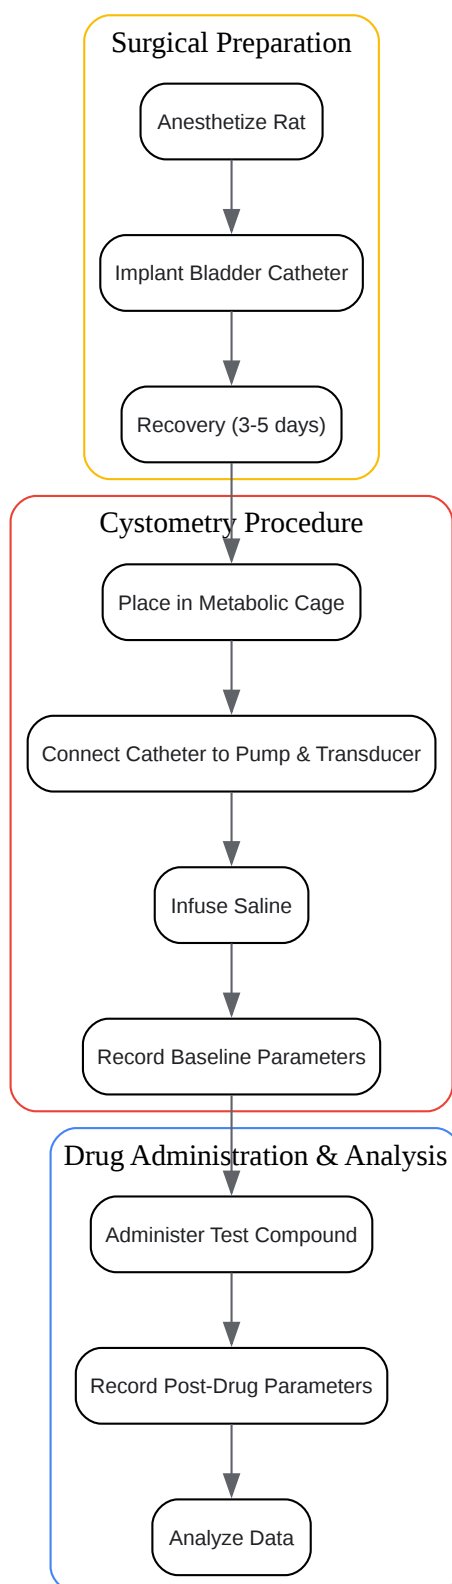 Surgical Preparation
Anesthetize Rat
Implant Bladder Catheter
Recovery (3-5 days)
Cystometry Procedure
Place in Metabolic Cage
Connect Catheter to Pump & Transducer
Infuse Saline
Record Baseline Parameters
Drug Administration & Analysis
Administer Test Compound
Record Post-Drug Parameters
Analyze Data